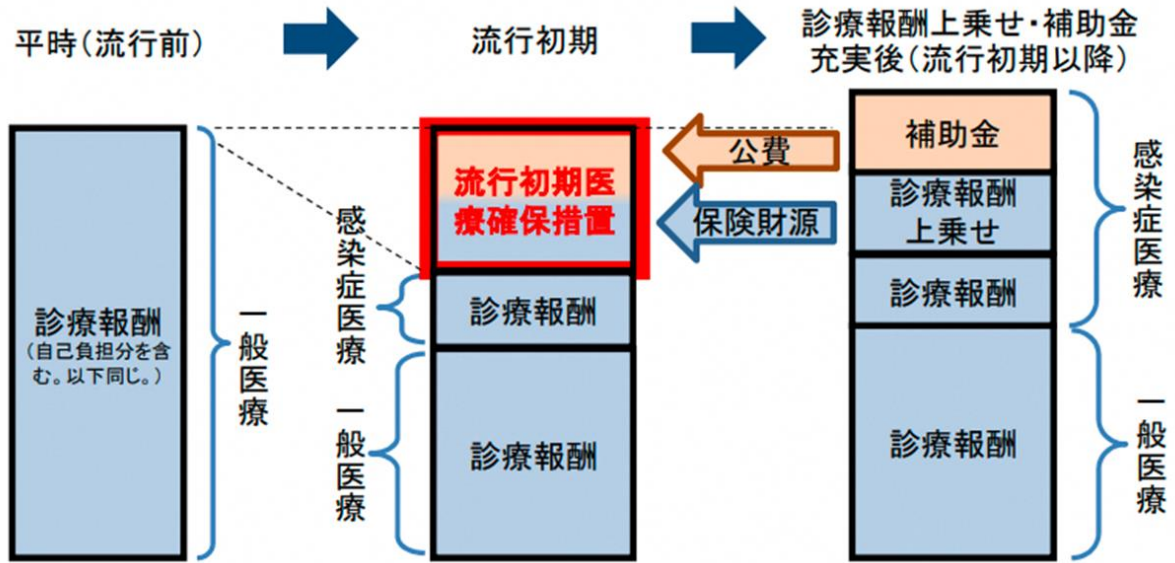 平時(流行前)
流行初期
診療報酬上乗せ・補助金
充実後(流行初期以降)
診療報酬
(自己負担分を含
む。以下同じ。)
一般医療
流行初期医
療確保措置
感染症医療
診療報酬
一般医療
診療報酬
公費
保険財源
補助金
診療報酬
上乗せ
診療報酬
感染症医療
診療報酬
一般医療